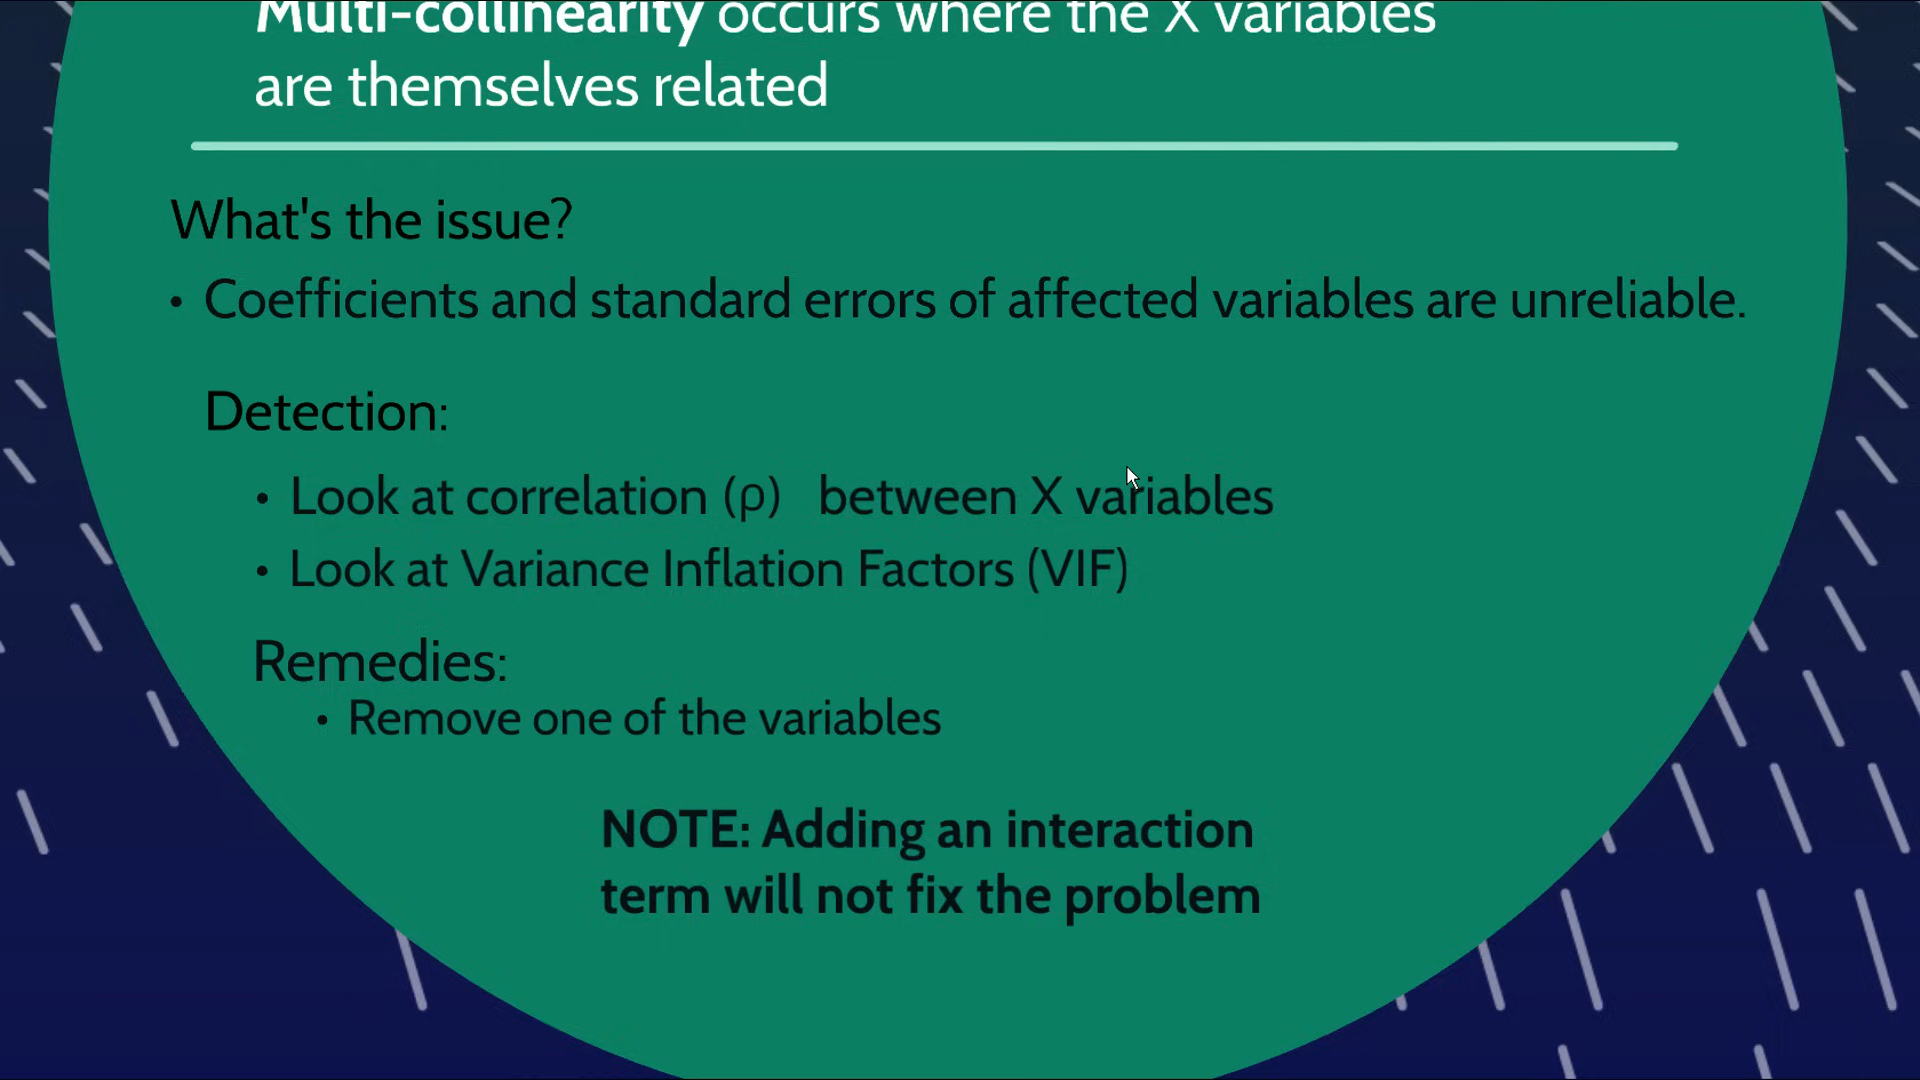 Multi-collinearity occurs where the X variables
are themselves related
What's the issue?
• Coefficients and standard errors of affected variables are unreliable.
Detection:
• Look at correlation (ρ) between X variables
• Look at Variance Inflation Factors (VIF)
Remedies:
• Remove one of the variables
NOTE: Adding an interaction
term will not fix the problem